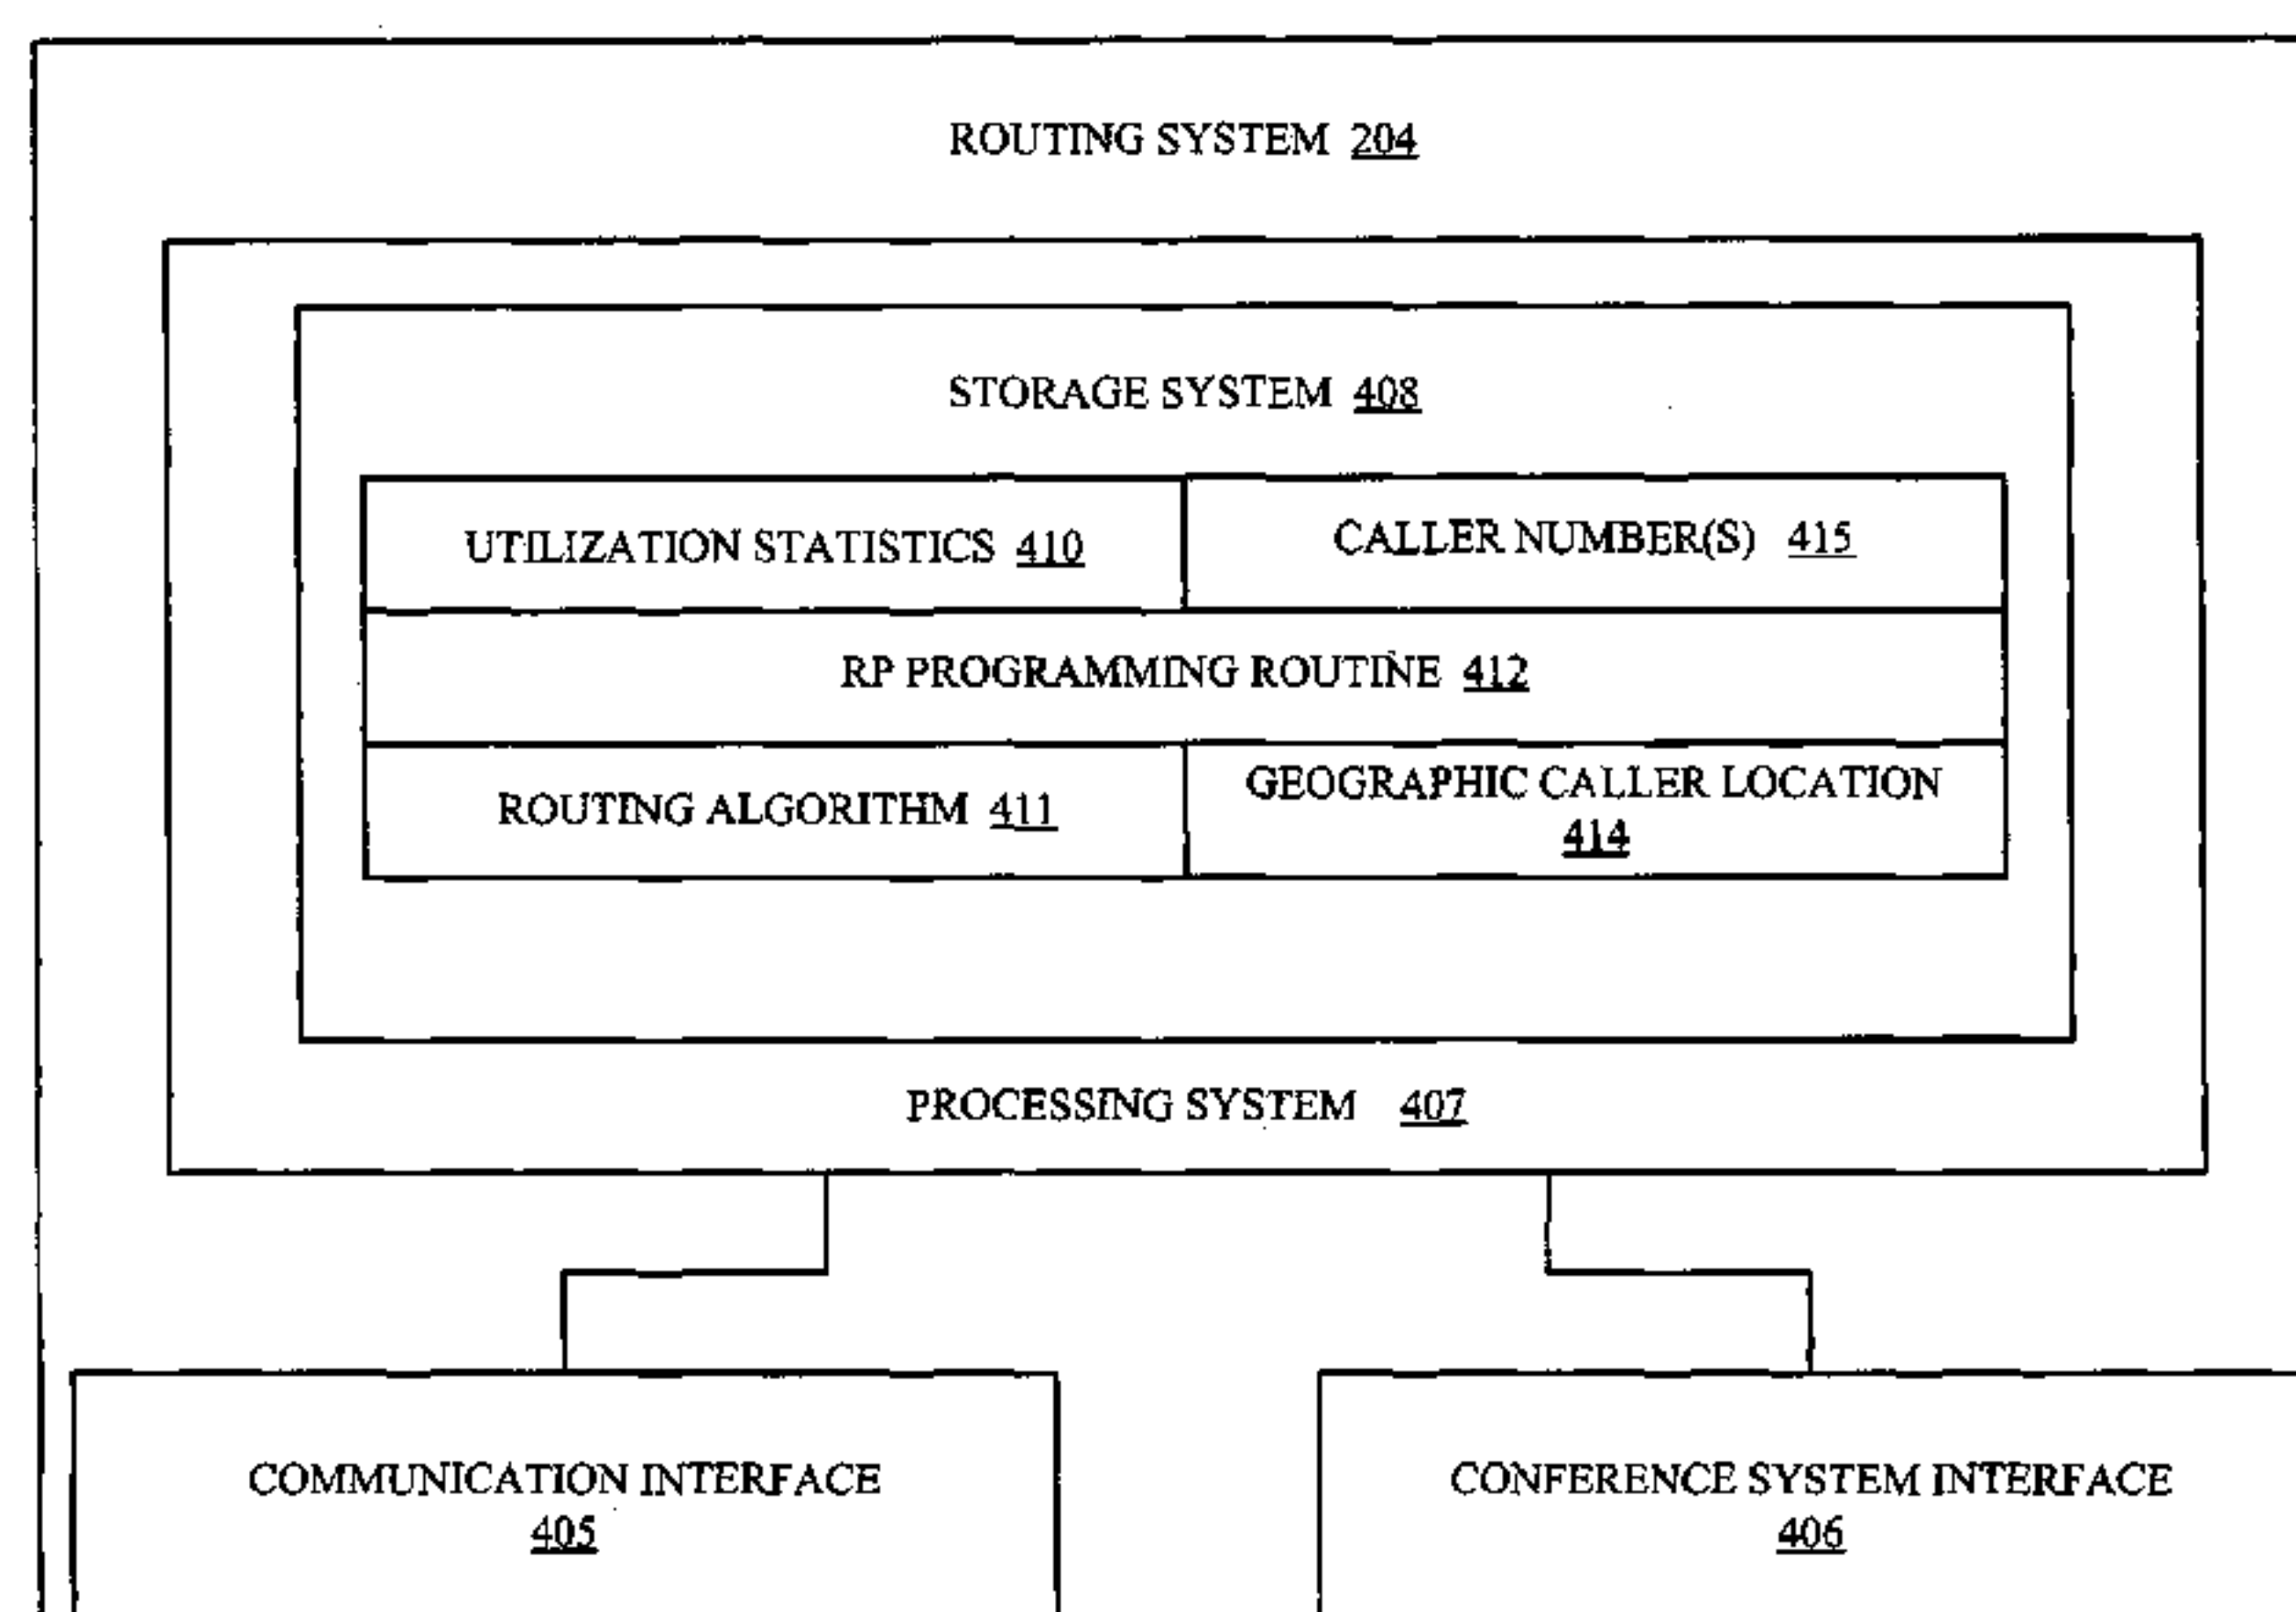 ROUTING SYSTEM 204
STORAGE SYSTEM 408
UTILIZATION STATISTICS 410
CALLER NUMBER(S) 415
RP PROGRAMMING ROUTINE 412
ROUTING ALGORITHM 411
GEOGRAPHIC CALLER LOCATION
414
PROCESSING SYSTEM 407
COMMUNICATION INTERFACE
405
CONFERENCE SYSTEM INTERFACE
406